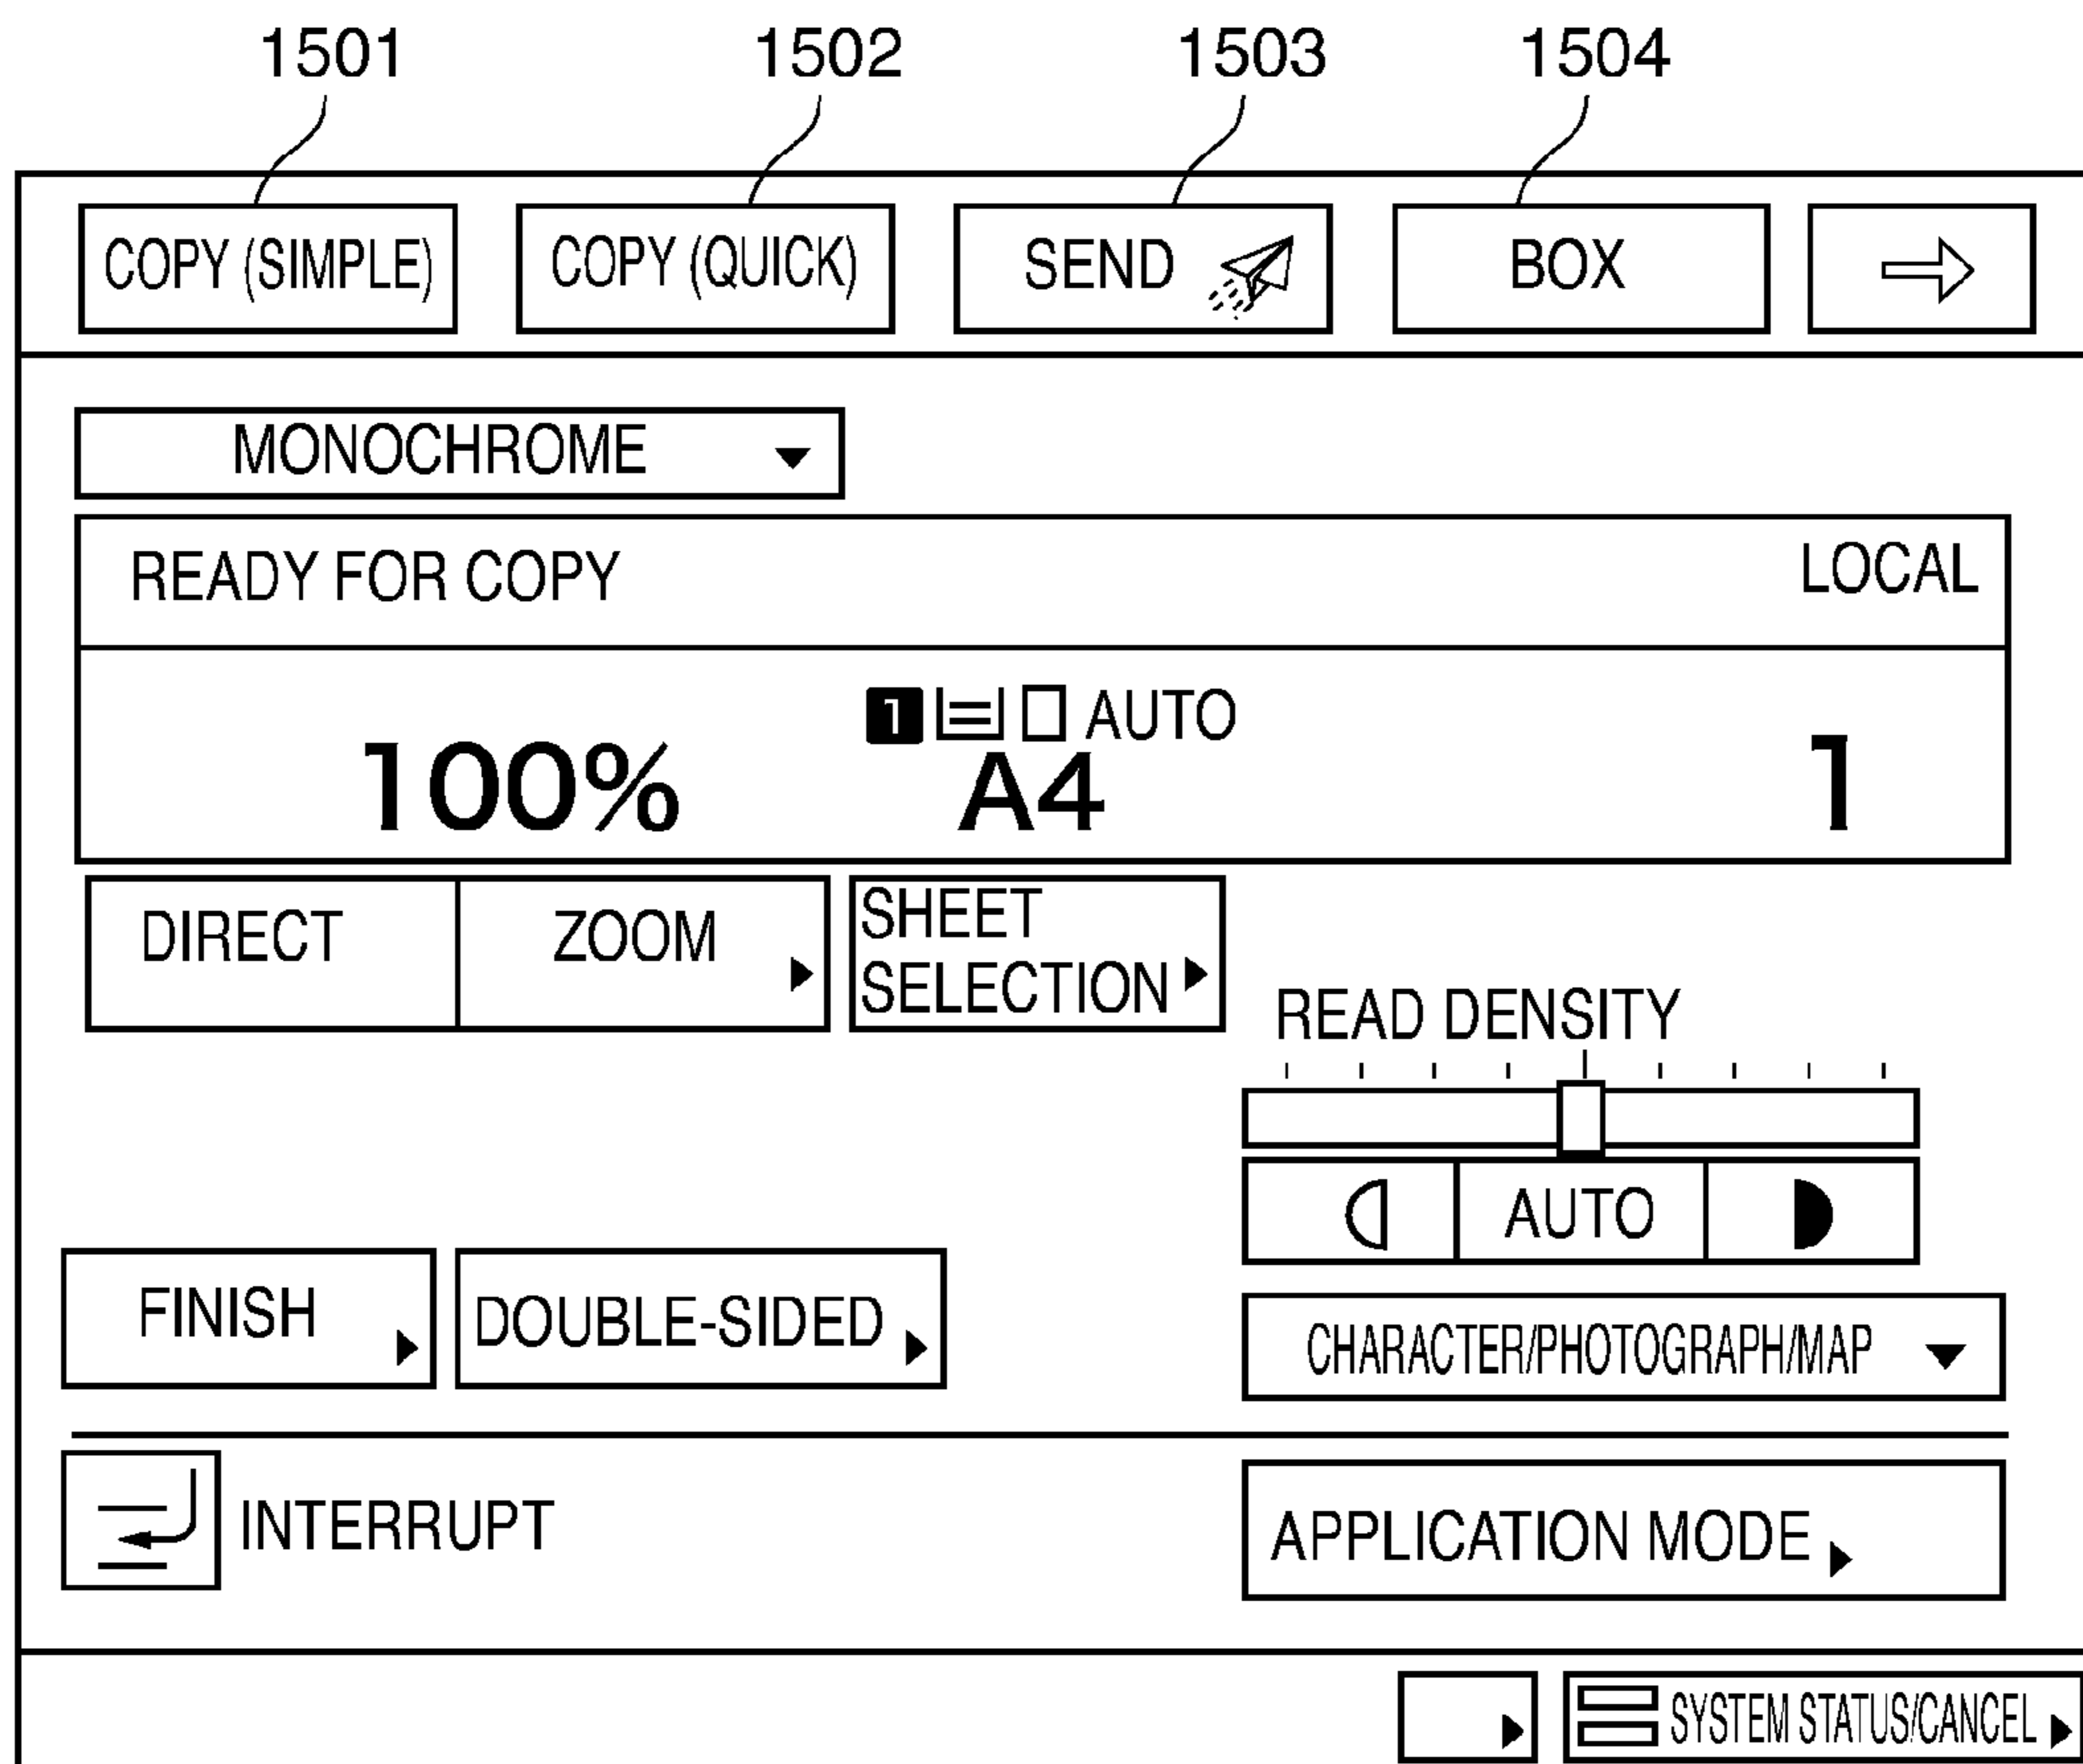 1501 1502 1503 1504
COPY (SIMPLE) COPY (QUICK) SEND BOX
MONOCHROME
READY FOR COPY LOCAL
1 AUTO
100% A4 1
DIRECT ZOOM SHEET
SELECTION
READ DENSITY
AUTO
FINISH DOUBLE-SIDED
CHARACTER/PHOTOGRAPH/MAP
INTERRUPT
APPLICATION MODE
SYSTEM STATUS/CANCEL